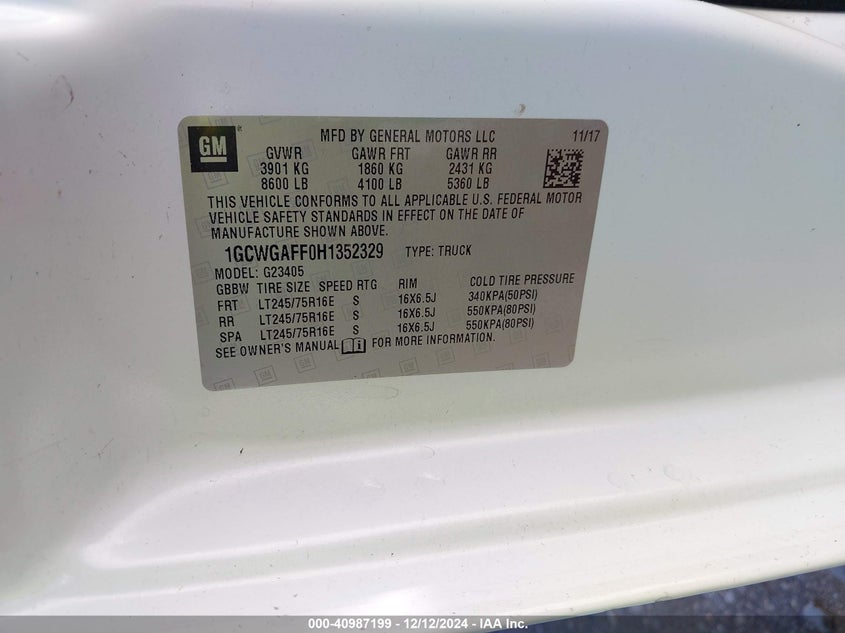 GM
MFD BY GENERAL MOTORS LLC 11/17
GVWR GAWR FRT GAWR RR
3901 KG 1860 KG 2431 KG
8600 LB 4100 LB 5360 LB
THIS VEHICLE CONFORMS TO ALL APPLICABLE U.S. FEDERAL MOTOR
VEHICLE SAFETY STANDARDS IN EFFECT ON THE DATE OF
MANUFACTURE SHOWN ABOVE.
1GCWGAFF0H1352329 TYPE: TRUCK
MODEL: G23405
GBBW TIRE SIZE SPEED RTG RIM COLD TIRE PRESSURE
FRT LT245/75R16E S 16X6.5J 340KPA(50PSI)
RR LT245/75R16E S 16X6.5J 550KPA(80PSI)
SPA LT245/75R16E S 16X6.5J 550KPA(80PSI)
SEE OWNER'S MANUAL FOR MORE INFORMATION.
000-40987199 - 12/12/2024 - IAA Inc.